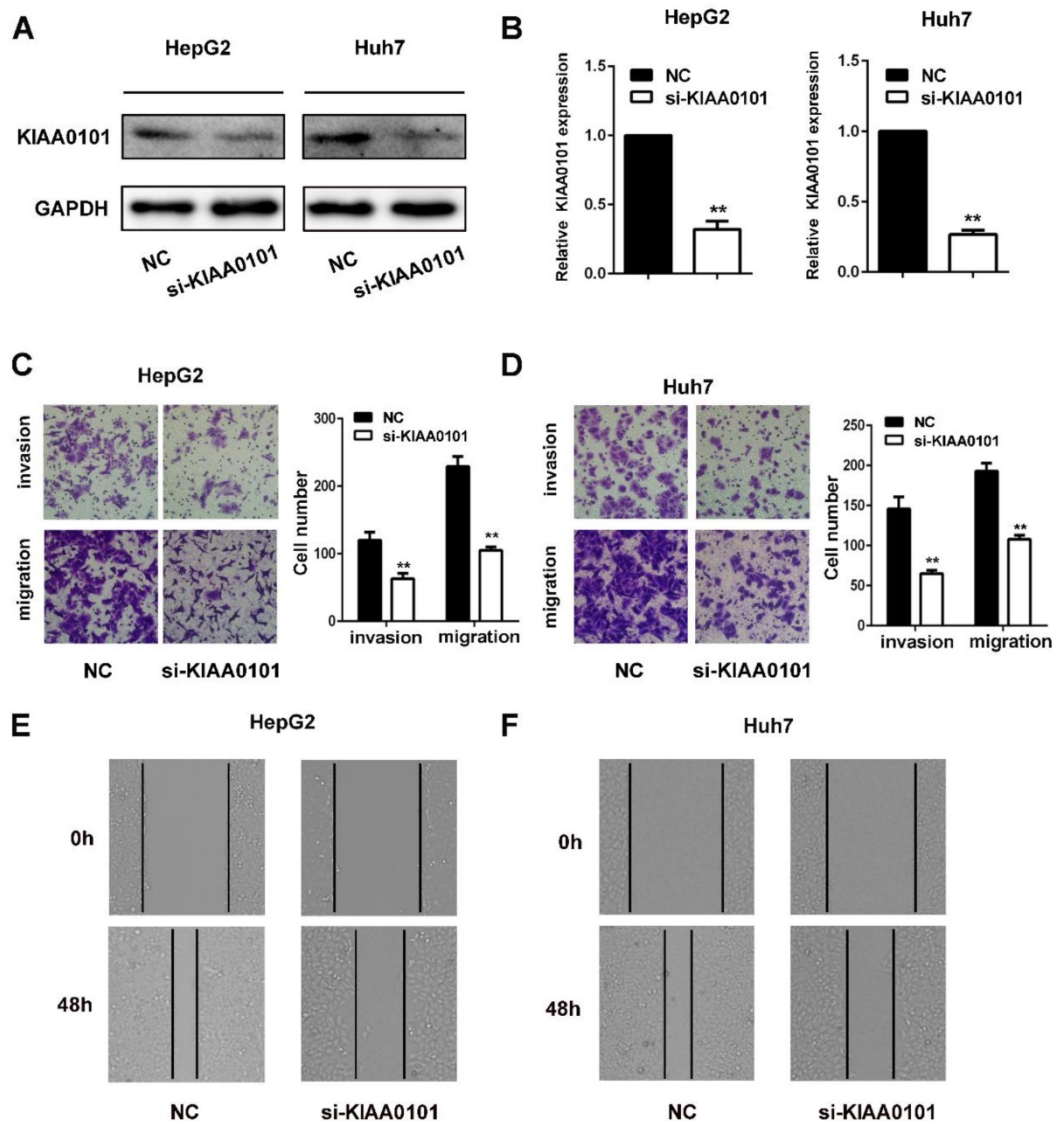 A
HepG2
Huh7
KIAA0101
GAPDH
NC
si-KIAA0101
NC
si-KIAA0101
B
HepG2
Relative KIAA0101 expression
1.5
1.0
0.5
0.0
NC
si-KIAA0101
**
Huh7
Relative KIAA0101 expression
1.5
1.0
0.5
0.0
NC
si-KIAA0101
**
C
HepG2
invasion
migration
NC
si-KIAA0101
Cell number
300
200
100
0
NC
si-KIAA0101
**
**
invasion
migration
D
Huh7
invasion
migration
NC
si-KIAA0101
Cell number
250
200
150
100
50
0
NC
si-KIAA0101
**
**
invasion
migration
E
HepG2
0h
48h
NC
si-KIAA0101
F
Huh7
0h
48h
NC
si-KIAA0101